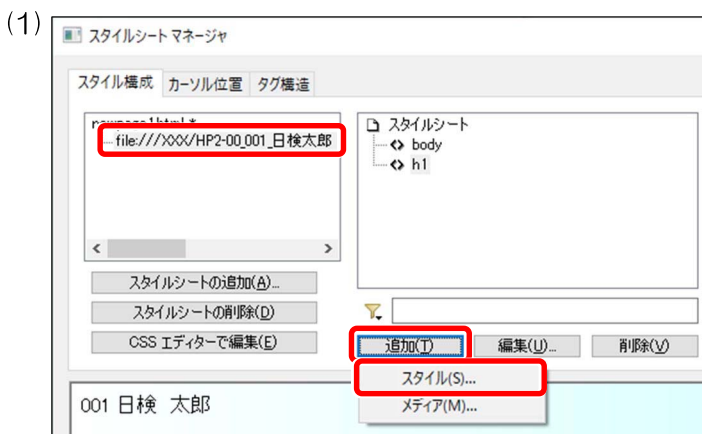 (1)
スタイルシート マネージャ
スタイル構成 カーソル位置 タグ構造
file:///XXX/HP2-00_001_日検太郎
スタイルシート
body
h1
スタイルシートの追加(A)...
スタイルシートの削除(D)
CSS エディターで編集(E)
追加(T) 編集(U)... 削除(V)
スタイル(S)...
メディア(M)...
001 日検 太郎